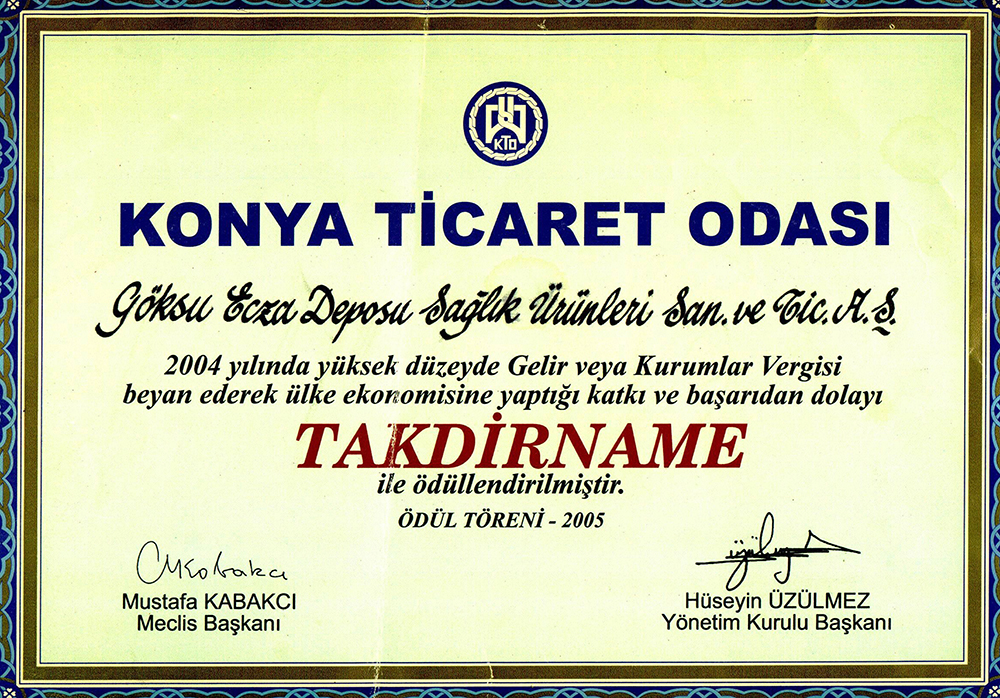 KTO
KONYA TİCARET ODASI
Göksu Ecza Deposu Sağlık Ürünleri San. ve Tic. A.Ş.
2004 yılında yüksek düzeyde Gelir veya Kurumlar Vergisi
beyan ederek ülke ekonomisine yaptığı katkı ve başarıdan dolayı
TAKDİRNAME
ile ödüllendirilmiştir.
ÖDÜL TÖRENİ - 2005
Mustafa KABAKCI
Meclis Başkanı
Hüseyin ÜZÜLMEZ
Yönetim Kurulu Başkanı